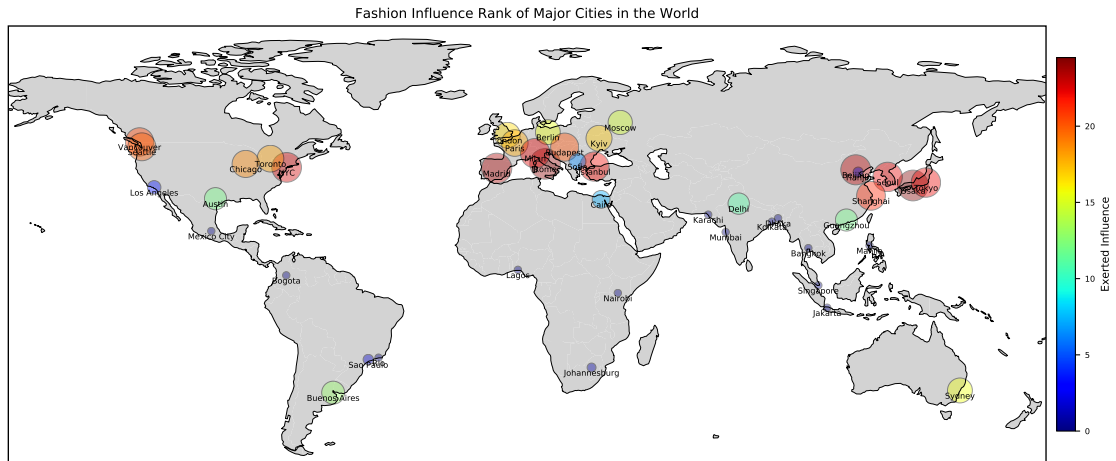 Fashion Influence Rank of Major Cities in the World
Moscow
Berlin
London
Kyiv
Vancouver
Seattle
Paris
Budapest
Milan
Toronto
Chicago
NYC
Madrid
Rome
Sofia
Istanbul
Beijing
Tianjin
Seoul
Tokyo
Osaka
Los Angeles
Austin
Cairo
Delhi
Shanghai
Karachi
Guangzhou
Mexico City
Mumbai
Dhaka
Kolkata
Manila
Bangkok
Bogota
Lagos
Singapore
Nairobi
Jakarta
Rio
Sao Paulo
Johannesburg
Buenos Aires
Sydney
20
15
10
5
0
Exerted Influence